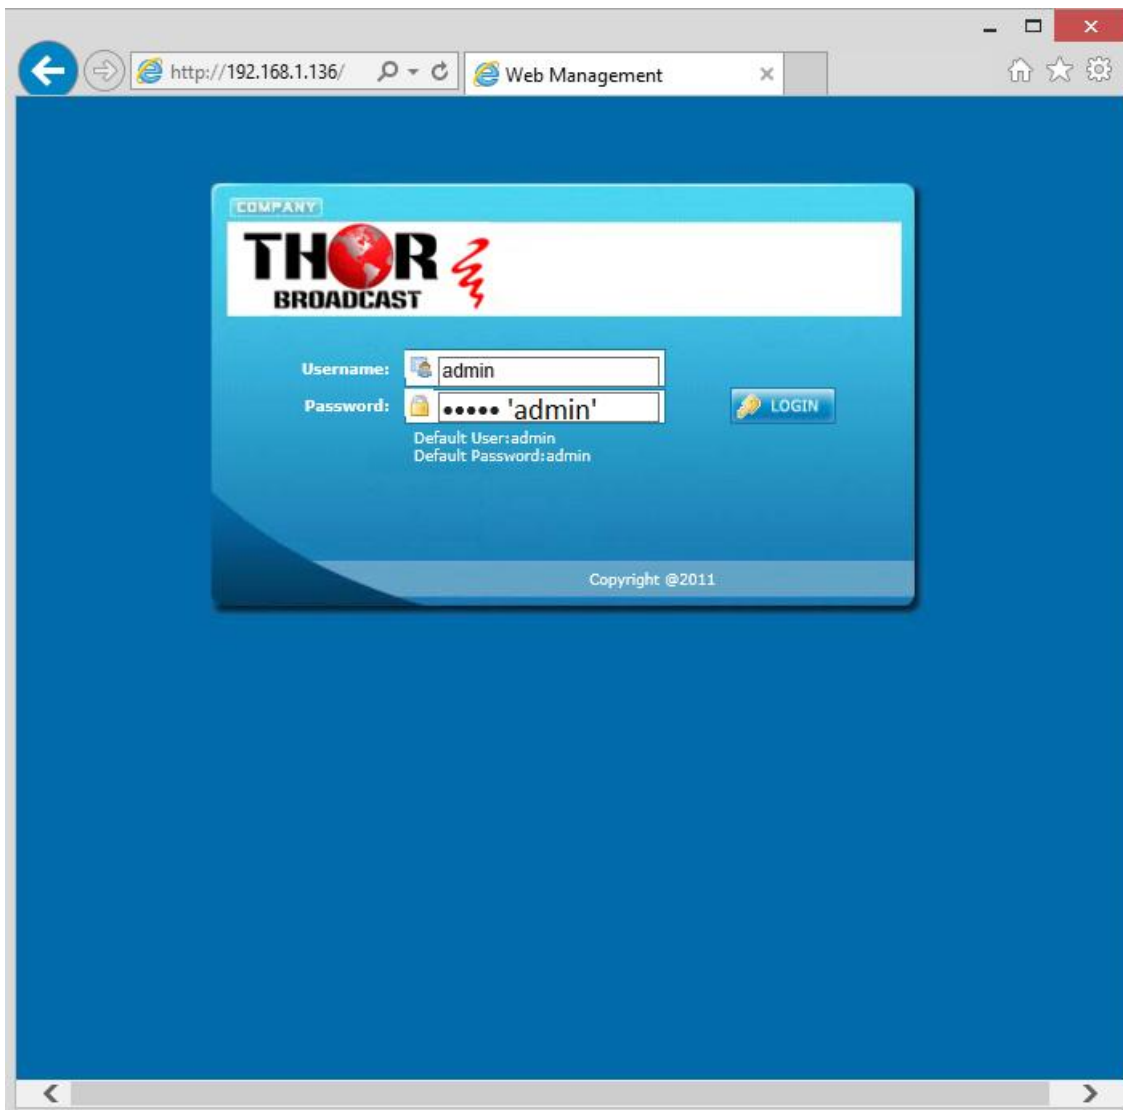 http://192.168.1.136/
Web Management
COMPANY
THOR
BROADCAST
Username: admin
Password: ••••• 'admin'
LOGIN
Default User:admin
Default Password:admin
Copyright @2011